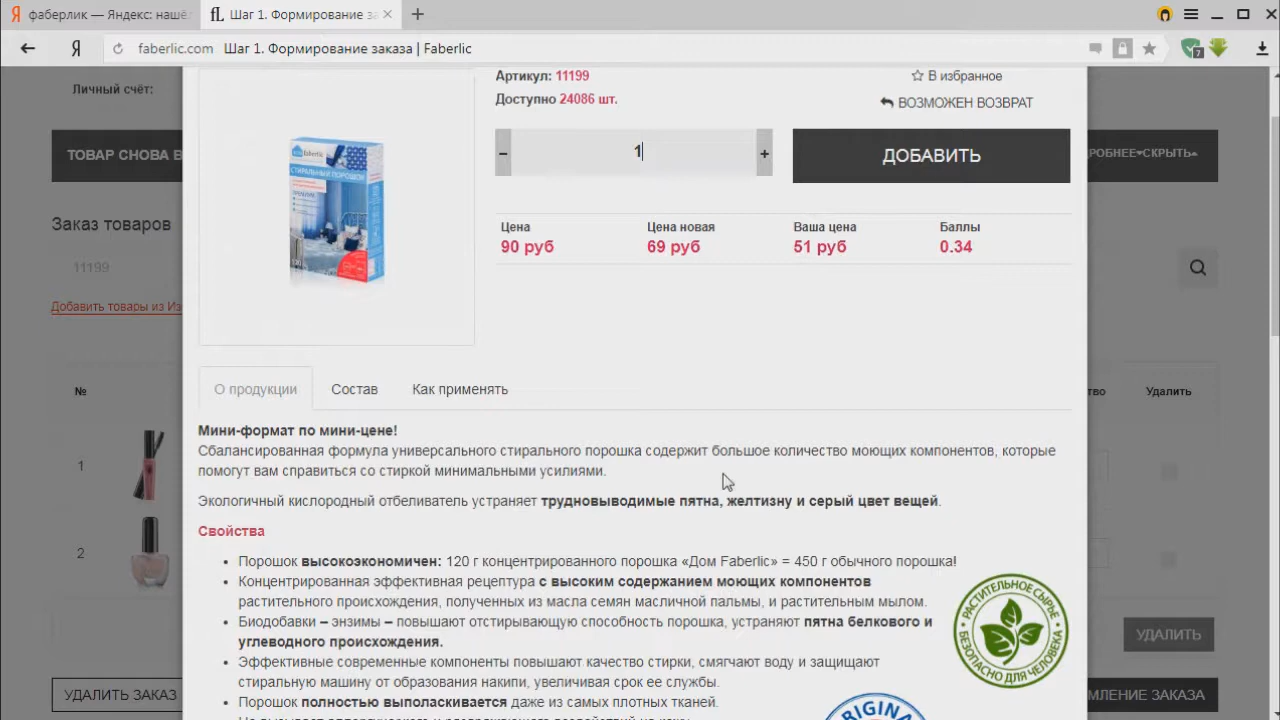 фаберлик — Яндекс: нашёл
Шаг 1. Формирование за
faberlic.com Шаг 1. Формирование заказа | Faberlic
7
Личный счёт:
Артикул: 11199
В избранное
Доступно 24086 шт.
ВОЗМОЖЕН ВОЗВРАТ
ТОВАР СНОВА В
– 1 +
ДОБАВИТЬ
РОБНЕЕ СКРЫТЬ
Заказ товаров
faberlic
СТИРАЛЬНЫЙ ПОРОШОК
Цена Цена новая Ваша цена Баллы
90 руб 69 руб 51 руб 0.34
11199
Добавить товары из Из
О продукции Состав Как применять
№
тво Удалить
Мини-формат по мини-цене!
Сбалансированная формула универсального стирального порошка содержит большое количество моющих компонентов, которые
помогут вам справиться со стиркой минимальными усилиями.
1
Экологичный кислородный отбеливатель устраняет трудновыводимые пятна, желтизну и серый цвет вещей.
Свойства
2
• Порошок высокоэкономичен: 120 г концентрированного порошка «Дом Faberlic» = 450 г обычного порошка!
• Концентрированная эффективная рецептура с высоким содержанием моющих компонентов
растительного происхождения, полученных из масла семян масличной пальмы, и растительным мылом.
• Биодобавки – энзимы – повышают отстирывающую способность порошка, устраняют пятна белкового и
углеводного происхождения.
• Эффективные современные компоненты повышают качество стирки, смягчают воду и защищают
стиральную машину от образования накипи, увеличивая срок ее службы.
• Порошок полностью выполаскивается даже из самых плотных тканей.
РАСТИТЕЛЬНОЕ СЫРЬЕ
БЕЗОПАСНО ДЛЯ ЧЕЛОВЕКА
УДАЛИТЬ
УДАЛИТЬ ЗАКАЗ
МЛЕНИЕ ЗАКАЗА
ORIGINA